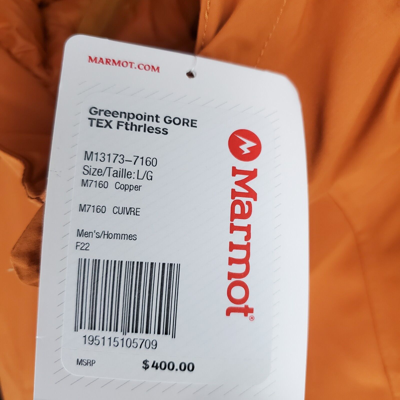 MARMOT.COM
Greenpoint GORE
TEX Fthrless
M13173-7160
Size/Taille: L/G
M7160 Copper
M7160 CUIVRE
Men's/Hommes
F22
195115105709
MSRP $400.00
Marmot®